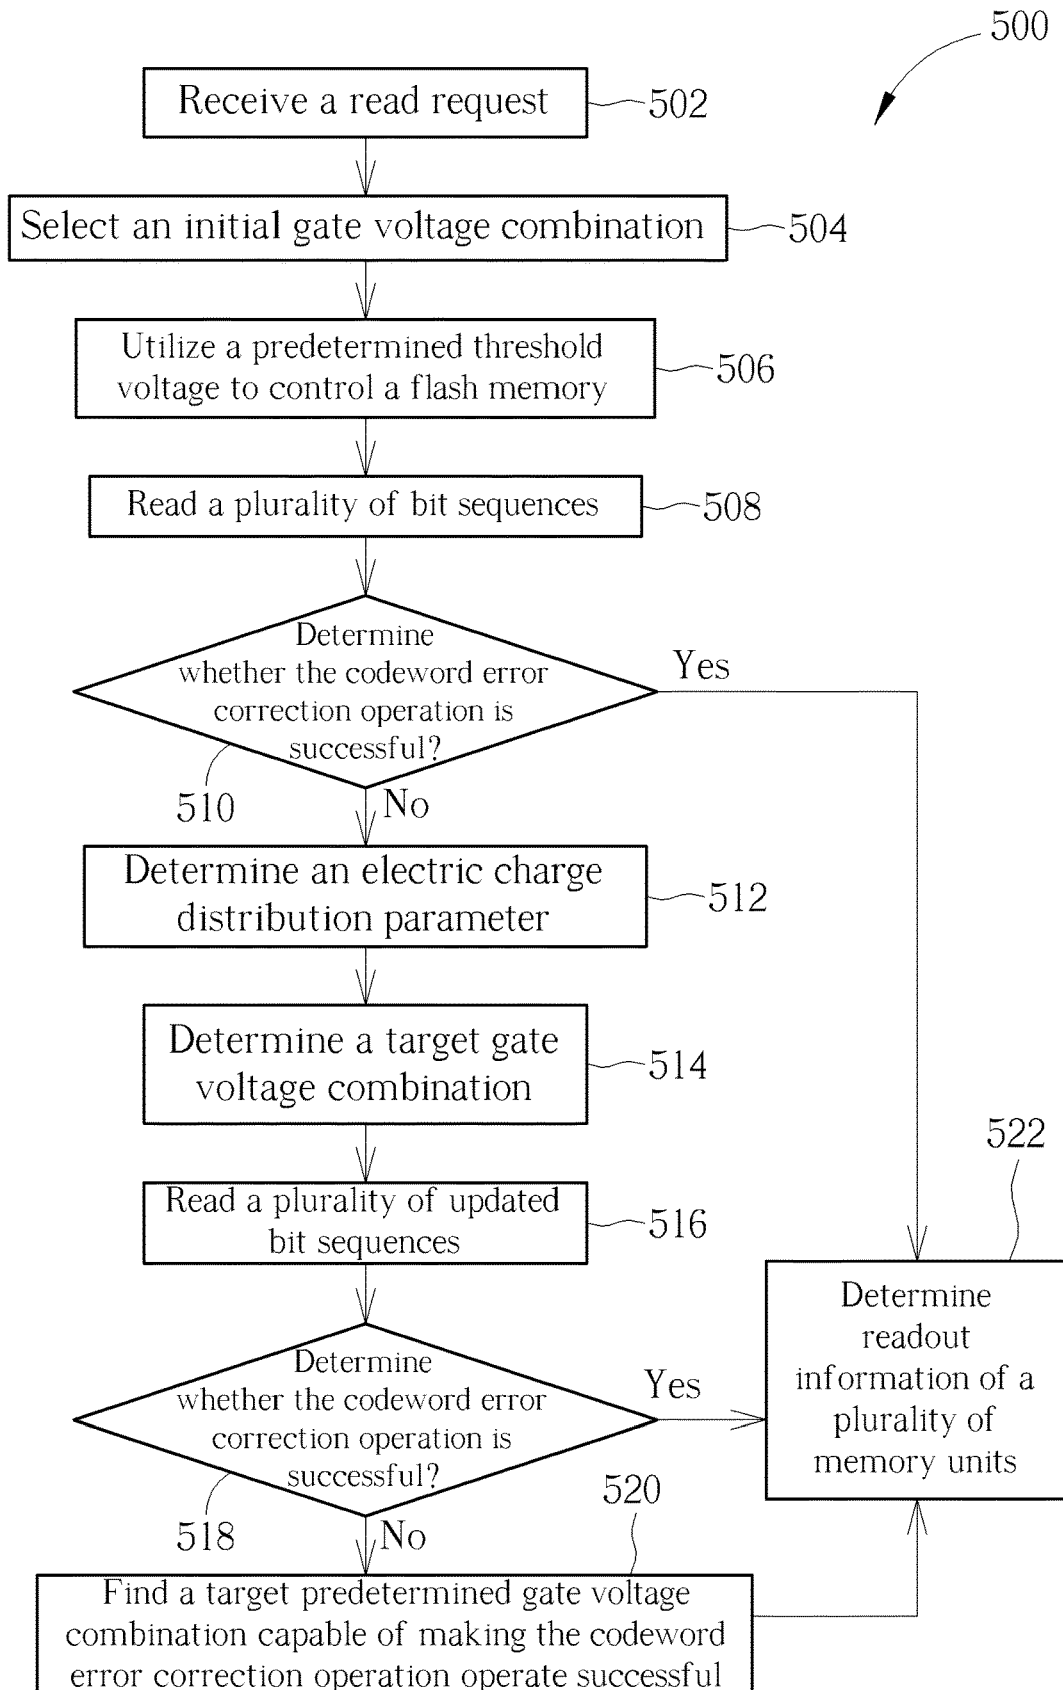 500
Receive a read request
502
Select an initial gate voltage combination
504
Utilize a predetermined threshold
voltage to control a flash memory
506
Read a plurality of bit sequences
508
Determine
whether the codeword error
correction operation is
successful?
Yes
510
No
Determine an electric charge
distribution parameter
512
Determine a target gate
voltage combination
514
Read a plurality of updated
bit sequences
516
522
Determine
readout
information of a
plurality of
memory units
Determine
whether the codeword error
correction operation is
successful?
Yes
518
No
520
Find a target predetermined gate voltage
combination capable of making the codeword
error correction operation operate successful